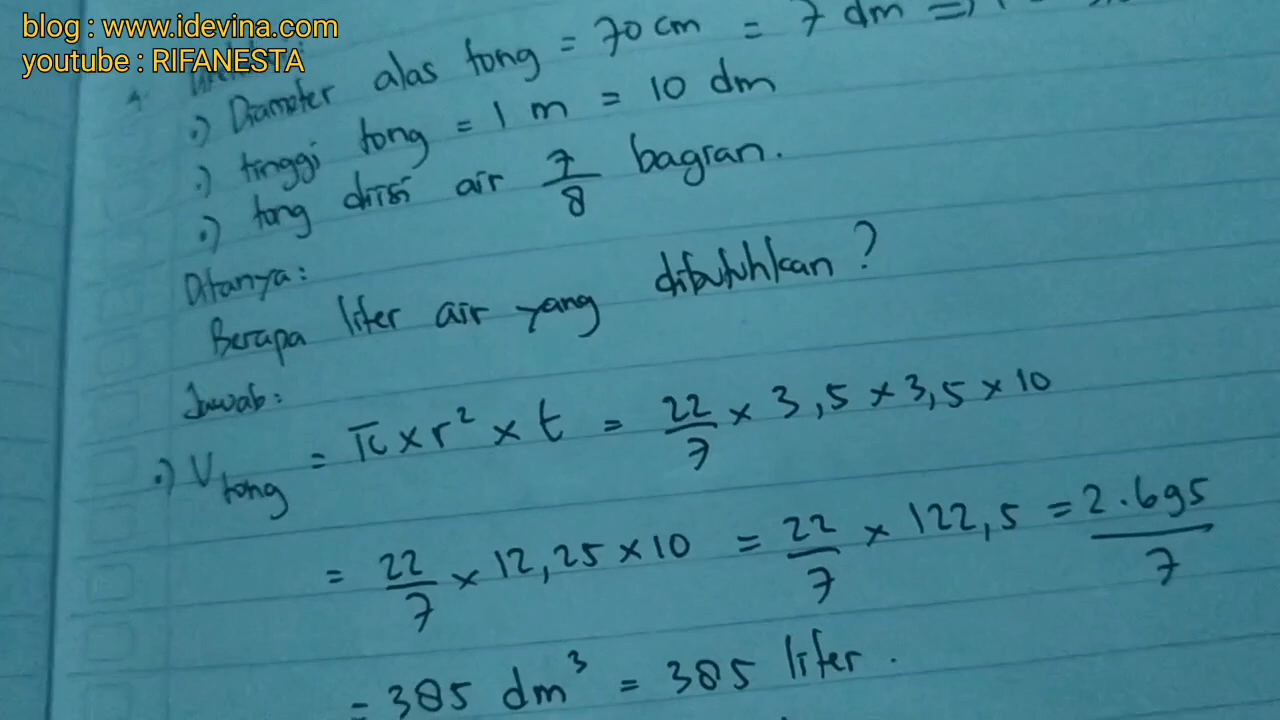 blog : www.idevina.com
youtube : RIFANESTA
4.
•) Diameter alas tong = 70 cm = 7 dm =>
•) tinggi tong = 1 m = 10 dm
•) tong diisi air 7/8 bagian.
Ditanya:
Berapa liter air yang dibutuhkan?
Jawab:
•) V tong = π × r² × t = 22/7 × 3,5 × 3,5 × 10
= 22/7 × 12,25 × 10 = 22/7 × 122,5 = 2.695/7
= 385 dm³ = 385 liter.